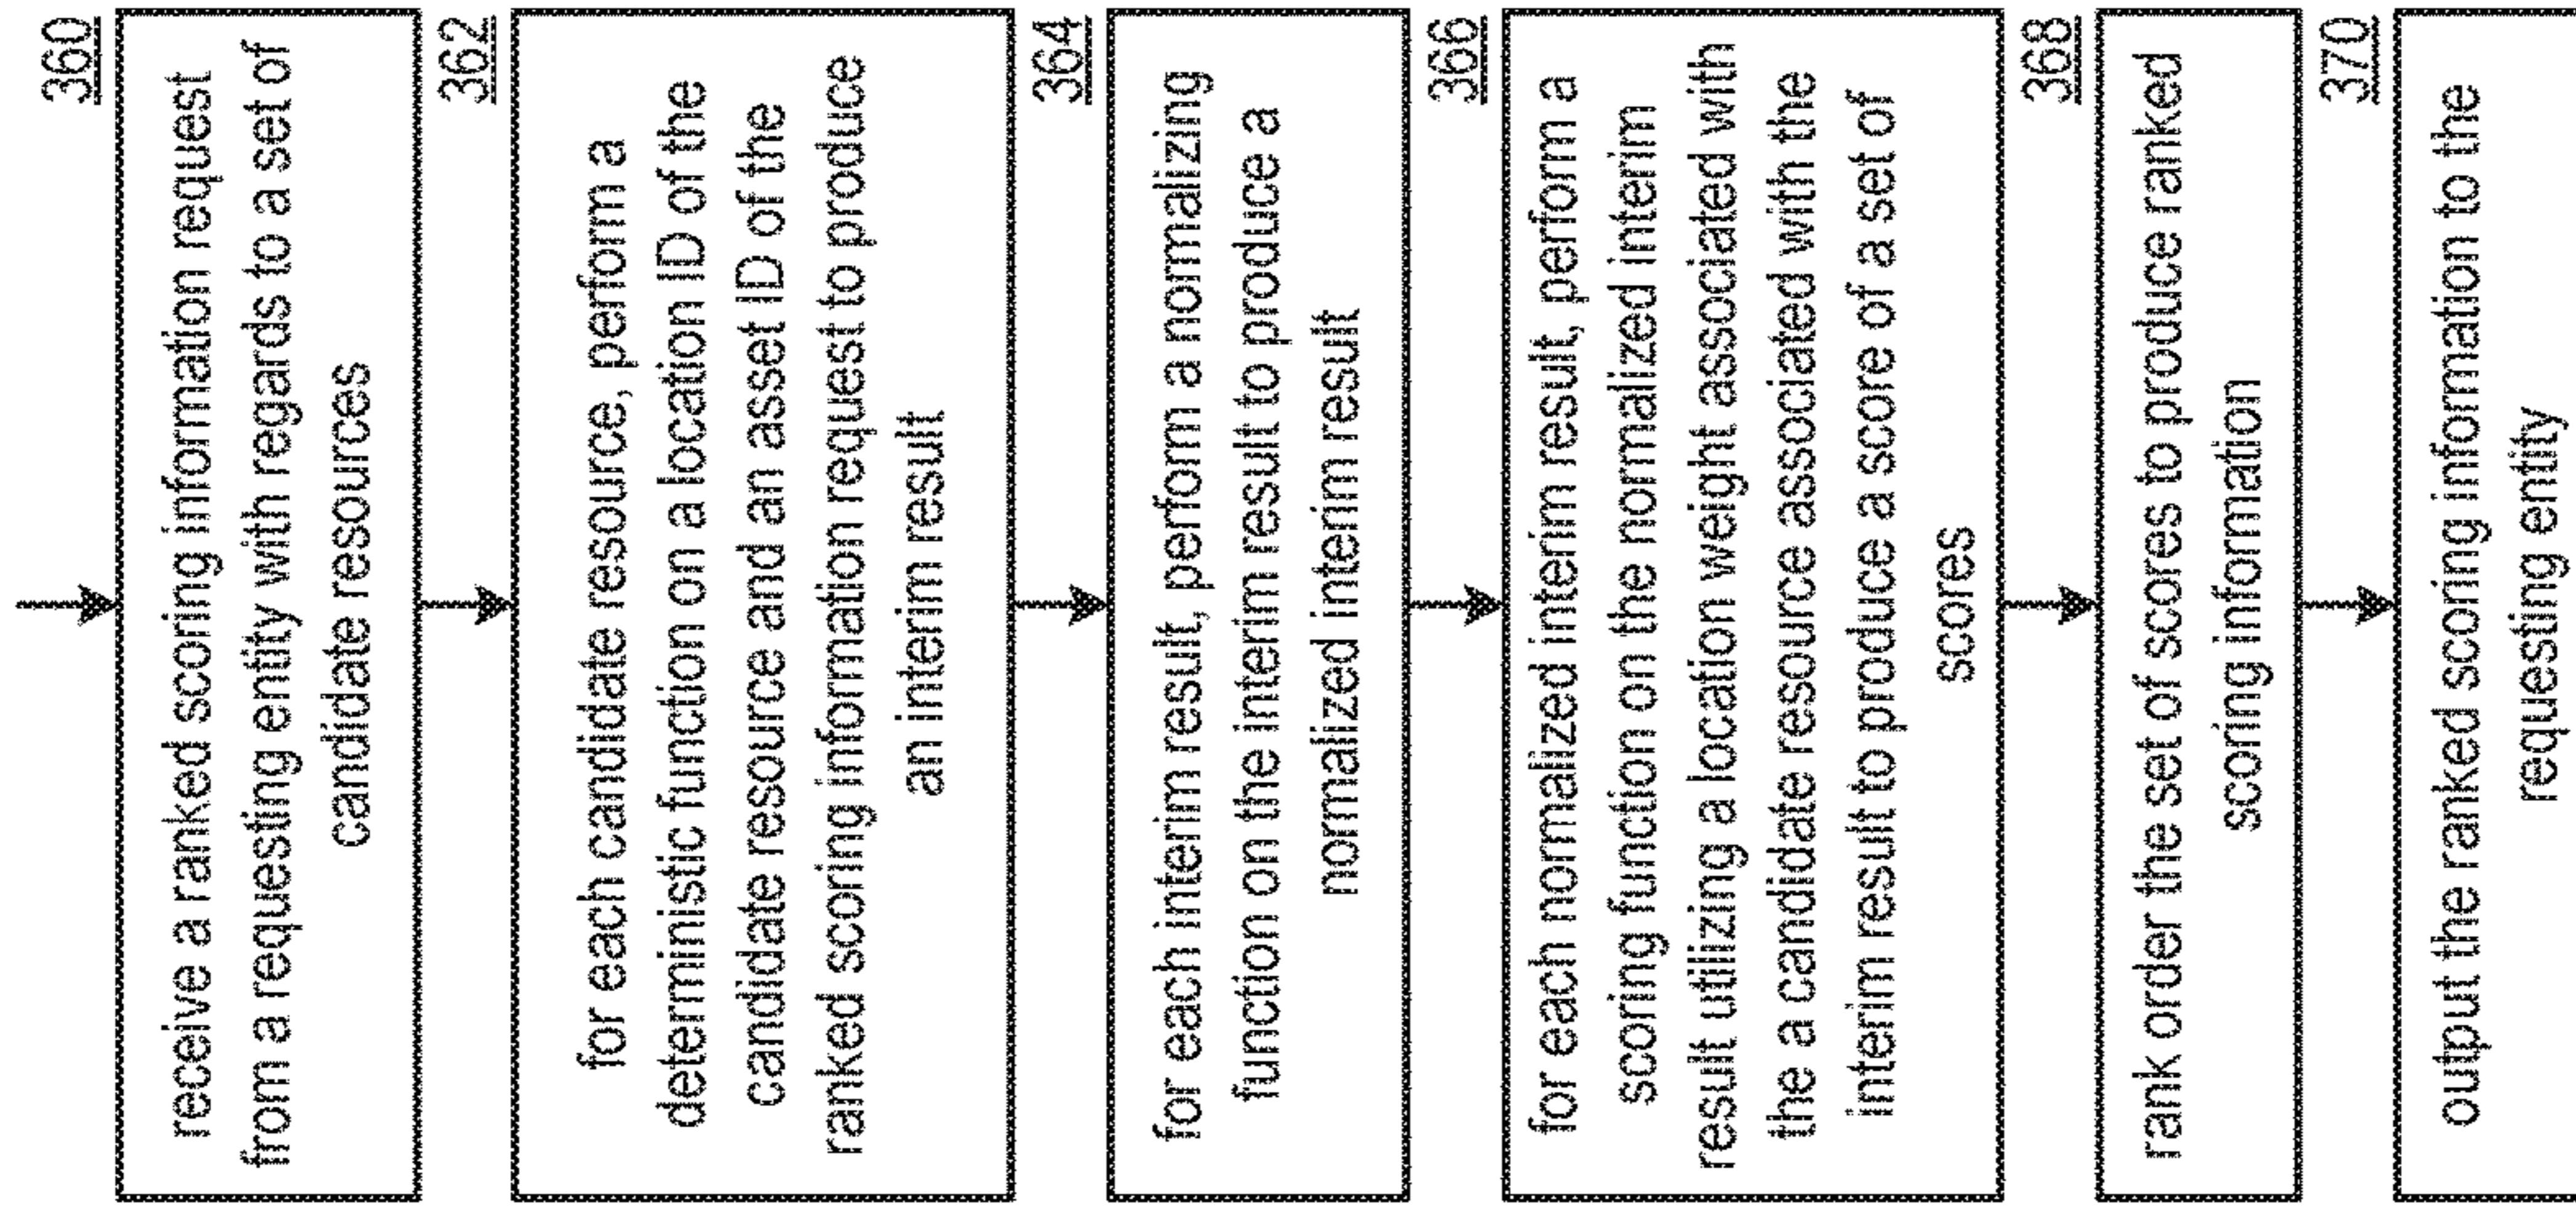 360
receive a ranked scoring information request
from a requesting entity with regards to a set of
candidate resources
362
for each candidate resource, perform a
deterministic function on a location ID of the
candidate resource and an asset ID of the
ranked scoring information request to produce
an interim result
364
for each interim result, perform a normalizing
function on the interim result to produce a
normalized interim result
366
for each normalized interim result, perform a
scoring function on the normalized interim
result utilizing a location weight associated with
the a candidate resource associated with the
interim result to produce a score of a set of
scores
368
rank order the set of scores to produce ranked
scoring information
370
output the ranked scoring information to the
requesting entity